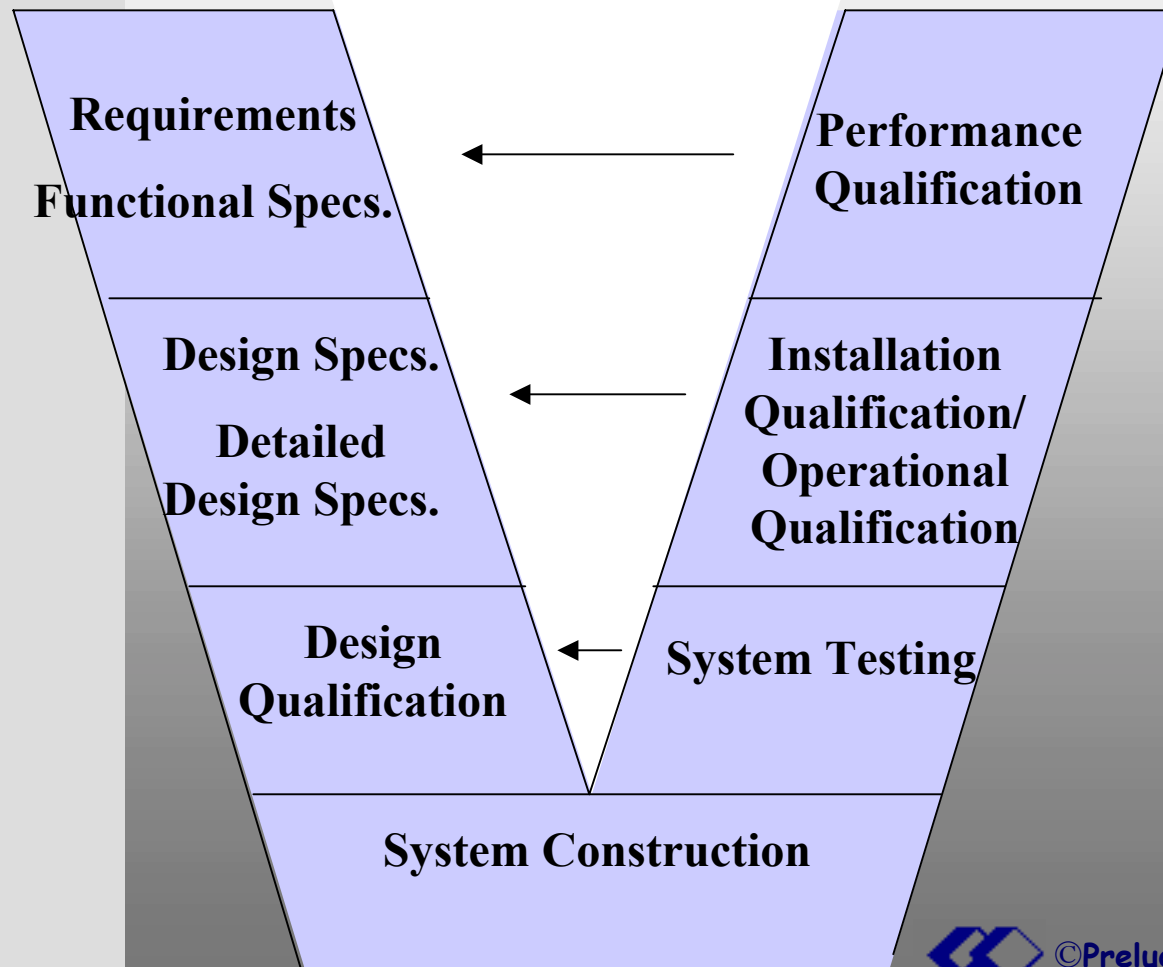 Requirements
Functional Specs.
Design Specs.
Detailed
Design Specs.
Design
Qualification
System Construction
Performance
Qualification
Installation
Qualification/
Operational
Qualification
System Testing